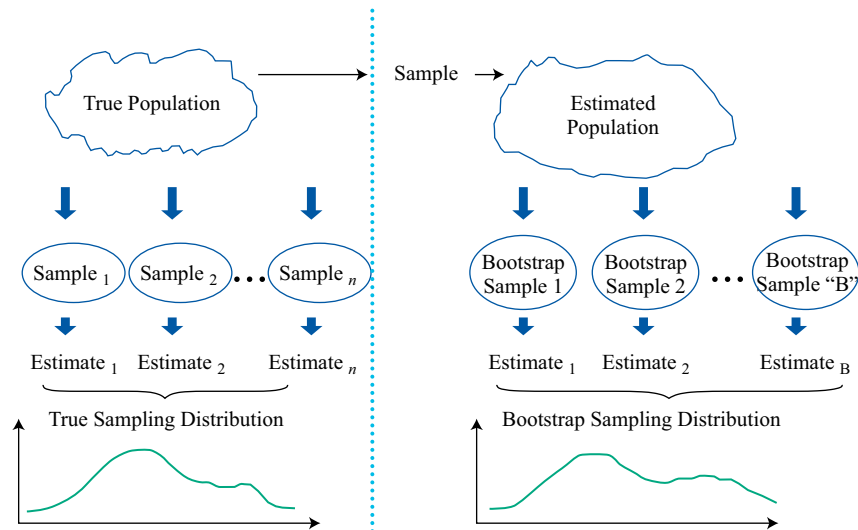 True Population
Sample
Estimated
Population
Sample 1
Sample 2
...
Sample n
Bootstrap
Sample 1
Bootstrap
Sample 2
...
Bootstrap
Sample “B”
Estimate 1
Estimate 2
Estimate n
Estimate 1
Estimate 2
Estimate B
True Sampling Distribution
Bootstrap Sampling Distribution